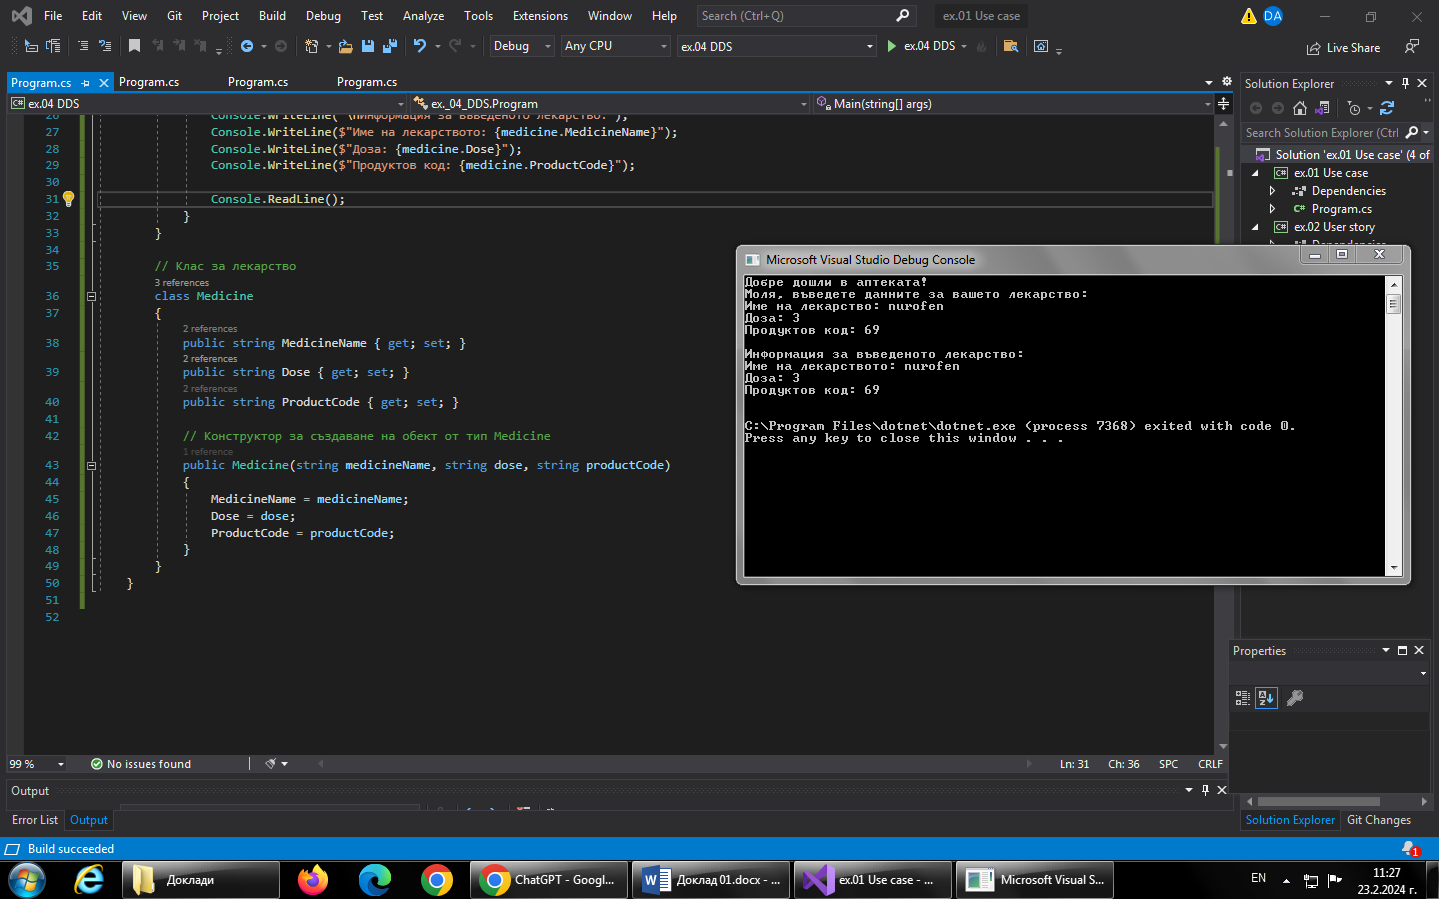 File Edit View Git Project Build Debug Test Analyze Tools Extensions Window Help Search (Ctrl+Q) ex.01 Use case DA
Debug Any CPU ex.04 DDS ex.04 DDS Live Share
Program.cs Program.cs Program.cs Program.cs
ex.04 DDS ex._04_DDS.Program Main(string[] args)
26 Console.WriteLine("\nИнформация за въведеното лекарство:");
27 Console.WriteLine($"Име на лекарството: {medicine.MedicineName}");
28 Console.WriteLine($"Доза: {medicine.Dose}");
29 Console.WriteLine($"Продуктов код: {medicine.ProductCode}");
30
31 Console.ReadLine();
32 }
33 }
34
35 // Клас за лекарство
3 references
36 class Medicine
37 {
2 references
38 public string MedicineName { get; set; }
2 references
39 public string Dose { get; set; }
2 references
40 public string ProductCode { get; set; }
41
42 // Конструктор за създаване на обект от тип Medicine
1 reference
43 public Medicine(string medicineName, string dose, string productCode)
44 {
45 MedicineName = medicineName;
46 Dose = dose;
47 ProductCode = productCode;
48 }
49 }
50 }
51
52
Microsoft Visual Studio Debug Console
Добре дошли в аптеката!
Моля, въведете данните за вашето лекарство:
Име на лекарство: nurofen
Доза: 3
Продуктов код: 69
Информация за въведеното лекарство:
Име на лекарството: nurofen
Доза: 3
Продуктов код: 69
C:\Program Files\dotnet\dotnet.exe (process 7368) exited with code 0.
Press any key to close this window . . .
Solution Explorer
Search Solution Explorer (Ctrl
Solution 'ex.01 Use case' (4 of
ex.01 Use case
Dependencies
Program.cs
ex.02 User story
Dependencies
Properties
99 % No issues found Ln: 31 Ch: 36 SPC CRLF
Output
Error List Output
Solution Explorer Git Changes
Build succeeded 1
Доклади ChatGPT - Googl... Доклад 01.docx - ... ex.01 Use case - ... Microsoft Visual S... EN 11:27
23.2.2024 г.